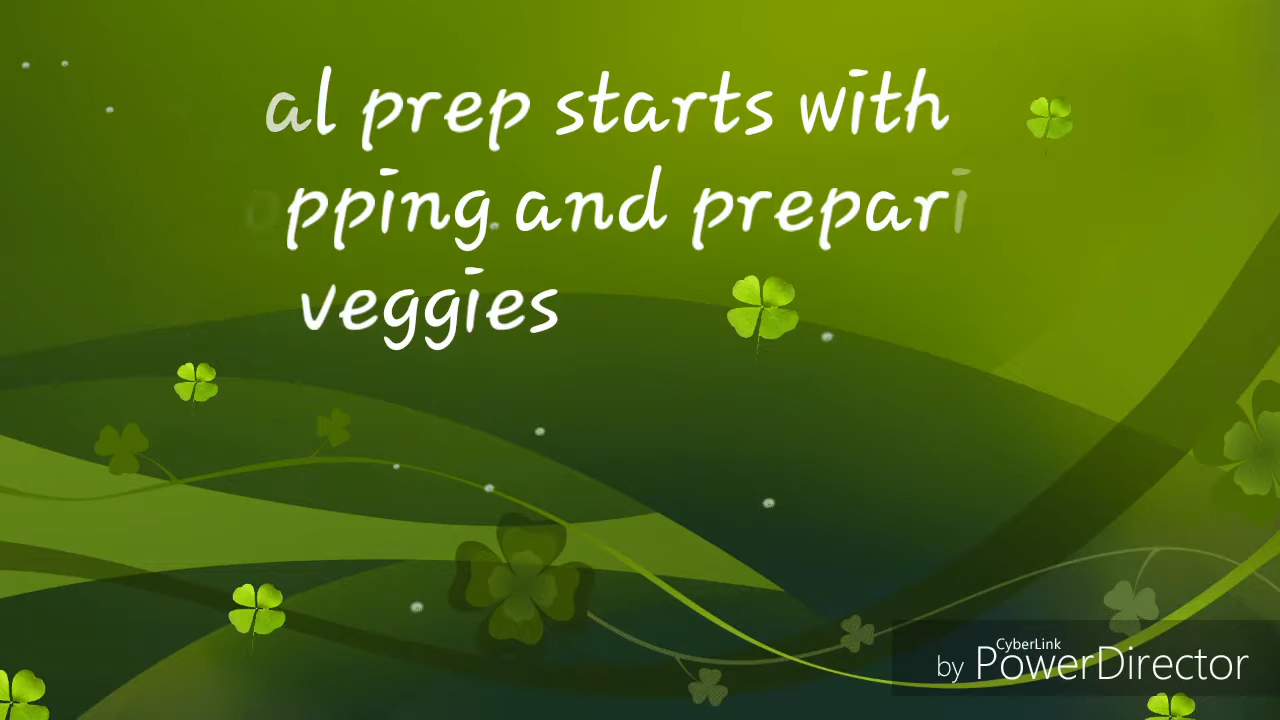 al prep starts with
pping and prepari
veggies
CyberLink
by PowerDirector